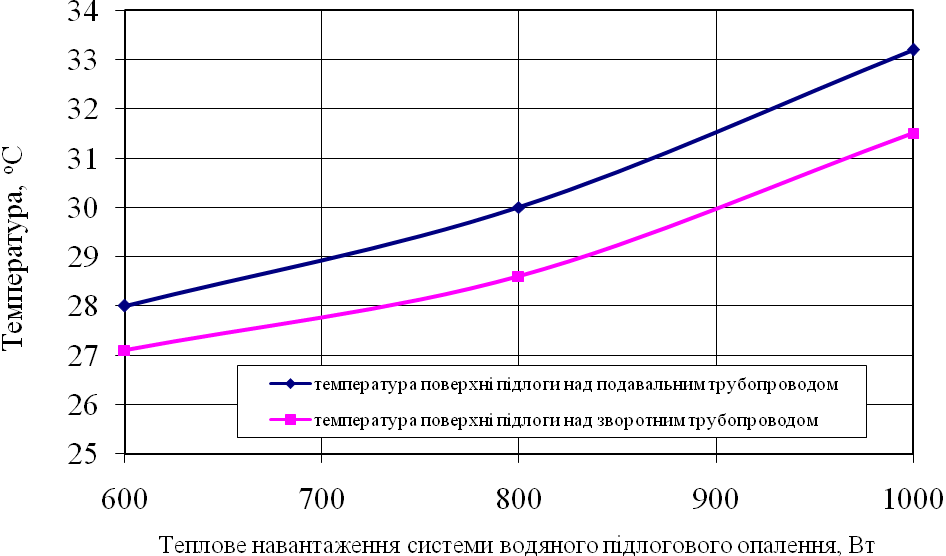 34
33
32
31
30
29
28
27
26
25
Температура, °С
температура поверхні підлоги над подавальним трубопроводом
температура поверхні підлоги над зворотним трубопроводом
600 700 800 900 1000
Теплове навантаження системи водяного підлогового опалення, Вт